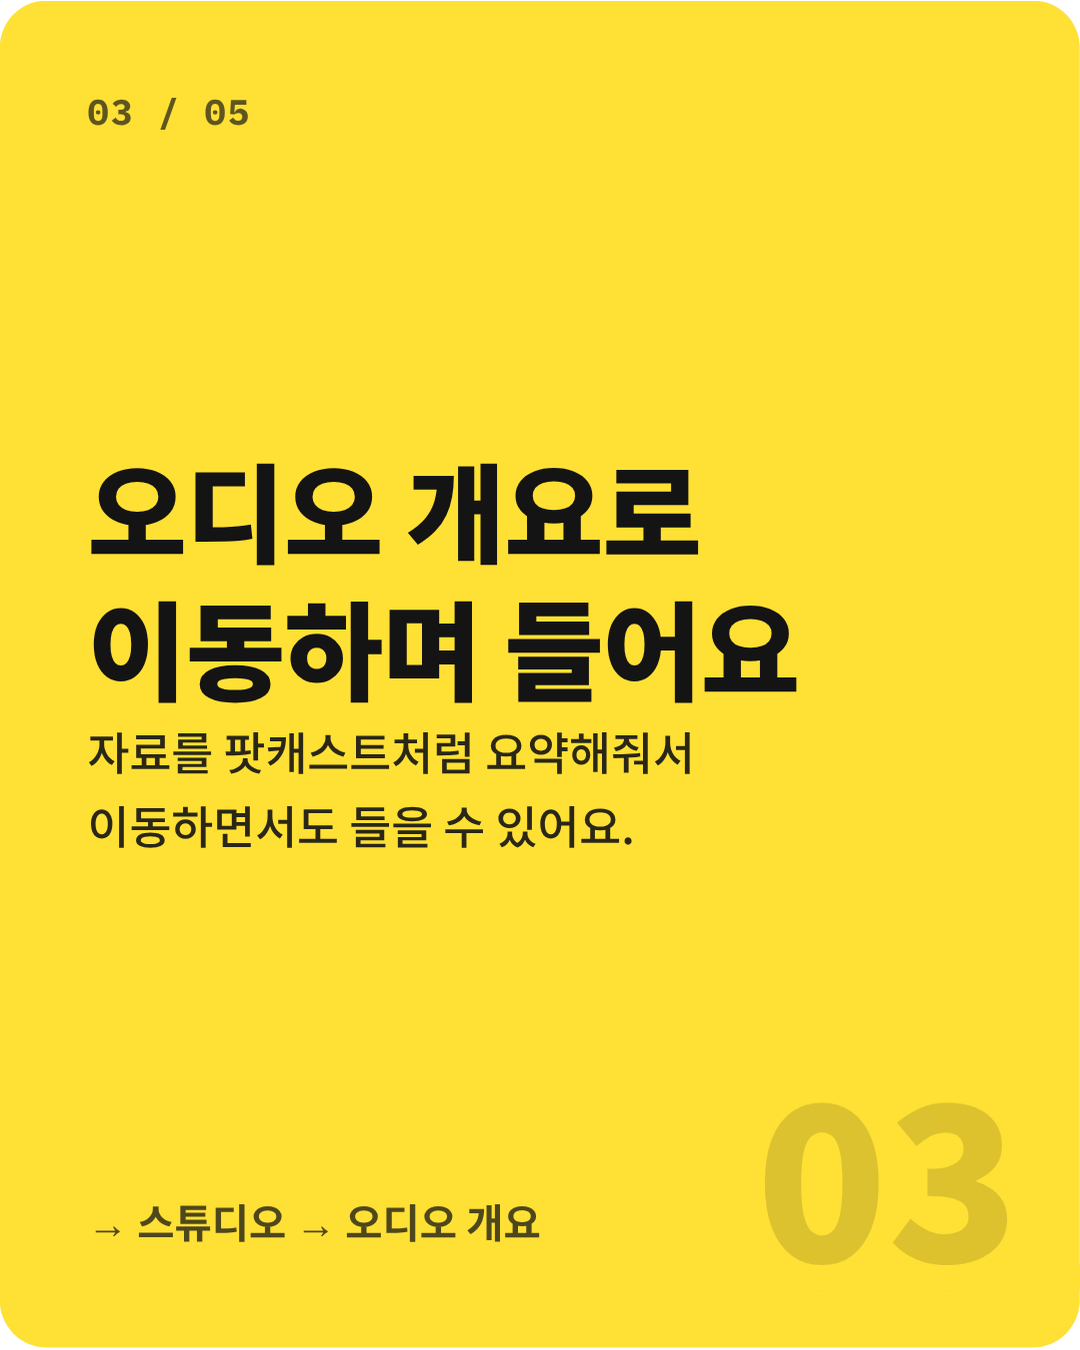 03 / 05
오디오 개요로
이동하며 들어요
자료를 팟캐스트처럼 요약해줘서
이동하면서도 들을 수 있어요.
→ 스튜디오 → 오디오 개요
03